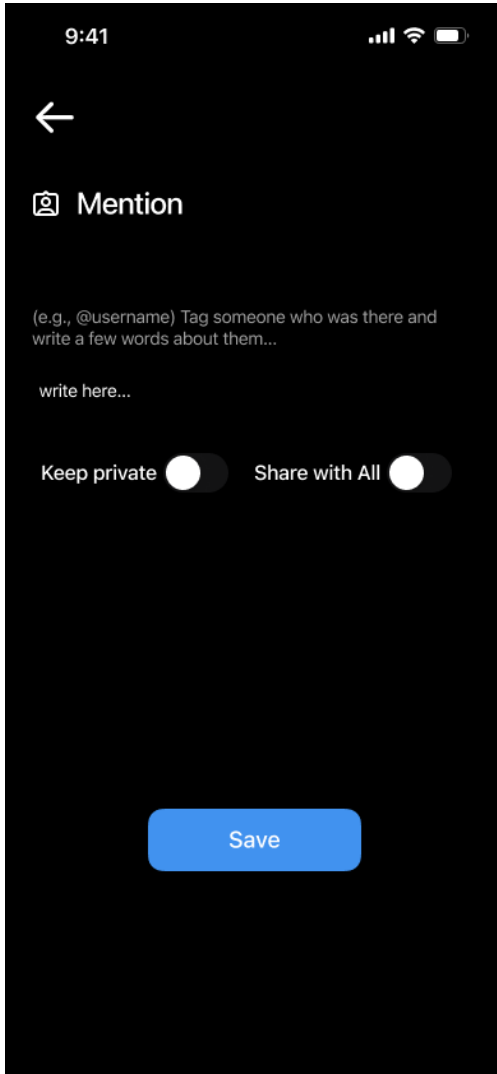 9:41
Mention
(e.g., @username) Tag someone who was there and
write a few words about them...
write here...
Keep private Share with All
Save